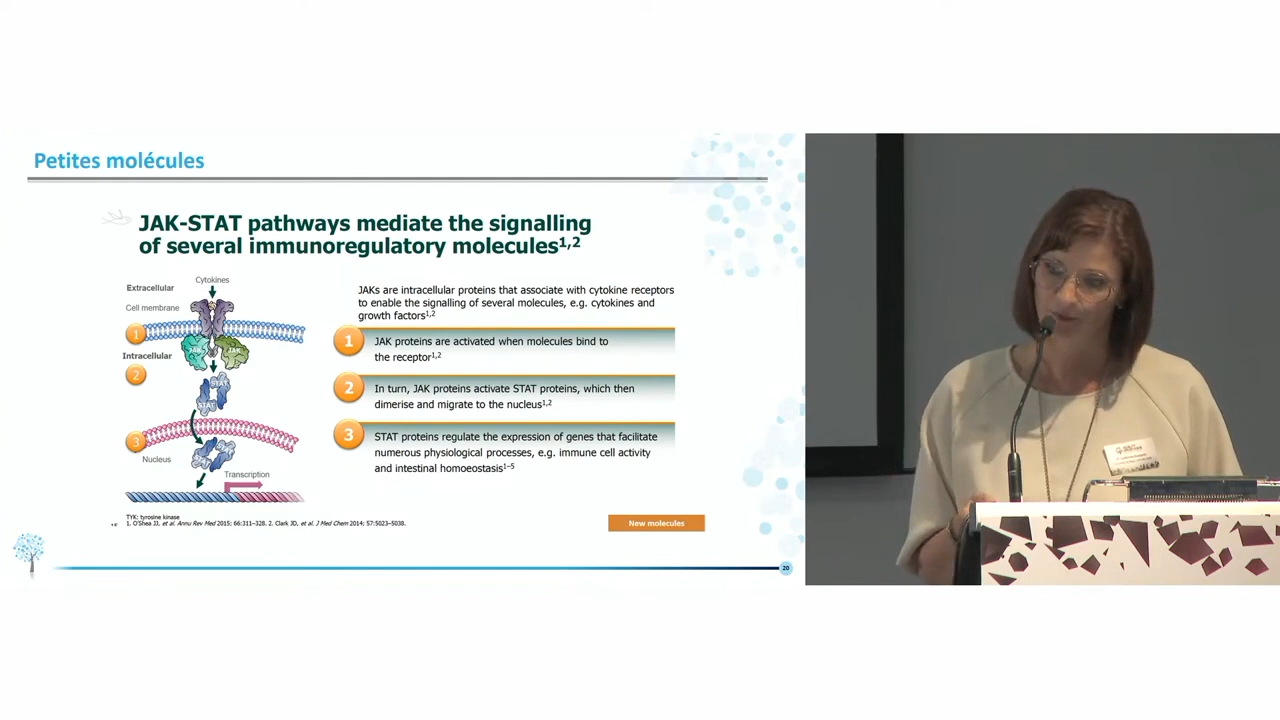 Petites molécules
JAK-STAT pathways mediate the signalling
of several immunoregulatory molecules1,2
Cytokines
Extracellular
Cell membrane
1
Intracellular
JAK
JAK
2
STAT
STAT
3
Nucleus
Transcription
JAKs are intracellular proteins that associate with cytokine receptors
to enable the signalling of several molecules, e.g. cytokines and
growth factors1,2
1
JAK proteins are activated when molecules bind to
the receptor1,2
2
In turn, JAK proteins activate STAT proteins, which then
dimerise and migrate to the nucleus1,2
3
STAT proteins regulate the expression of genes that facilitate
numerous physiological processes, e.g. immune cell activity
and intestinal homoeostasis1–5
TYK: tyrosine kinase
1. O'Shea JJ, et al. Annu Rev Med 2015; 66:311–328. 2. Clark JD, et al. J Med Chem 2014; 57:5023–5038.
New molecules
20